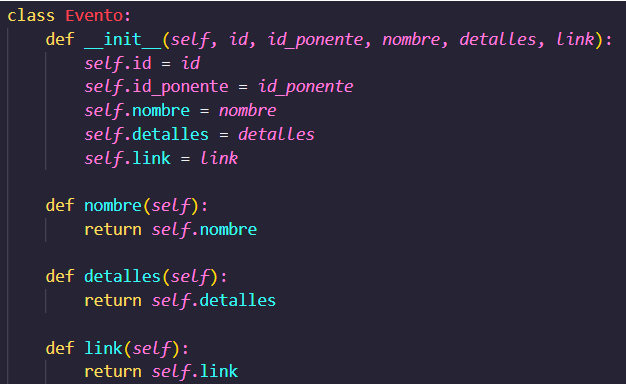 class Evento:
    def __init__(self, id, id_ponente, nombre, detalles, link):
        self.id = id
        self.id_ponente = id_ponente
        self.nombre = nombre
        self.detalles = detalles
        self.link = link
    def nombre(self):
        return self.nombre
    def detalles(self):
        return self.detalles
    def link(self):
        return self.link